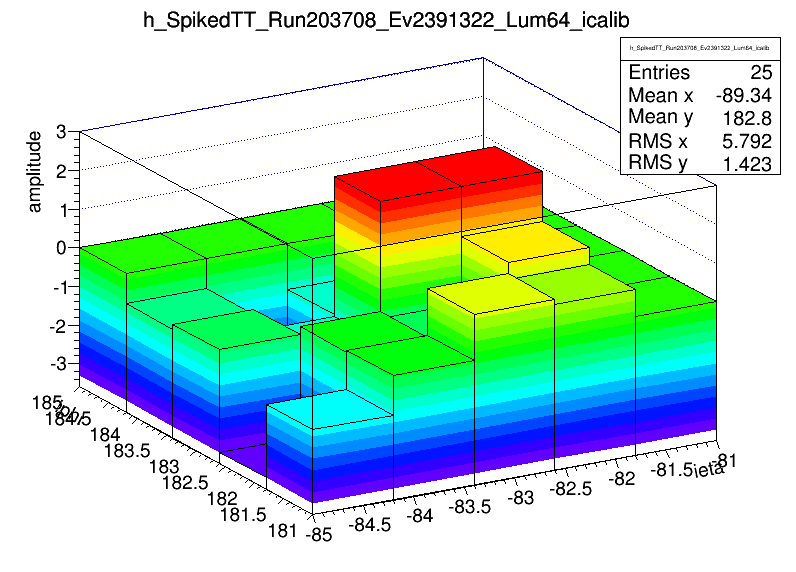 h_SpikedTT_Run203708_Ev2391322_Lum64_icalib
h_SpikedTT_Run203708_Ev2391322_Lum64_icalib
Entries 25
Mean x -89.34
Mean y 182.8
RMS x 5.792
RMS y 1.423
amplitude
3
2
1
0
-1
-2
-3
185
184.5
184
183.5
183
182.5
182
181.5
181
-85
-84.5
-84
-83.5
-83
-82.5
-82
-81.5
-81
ieta